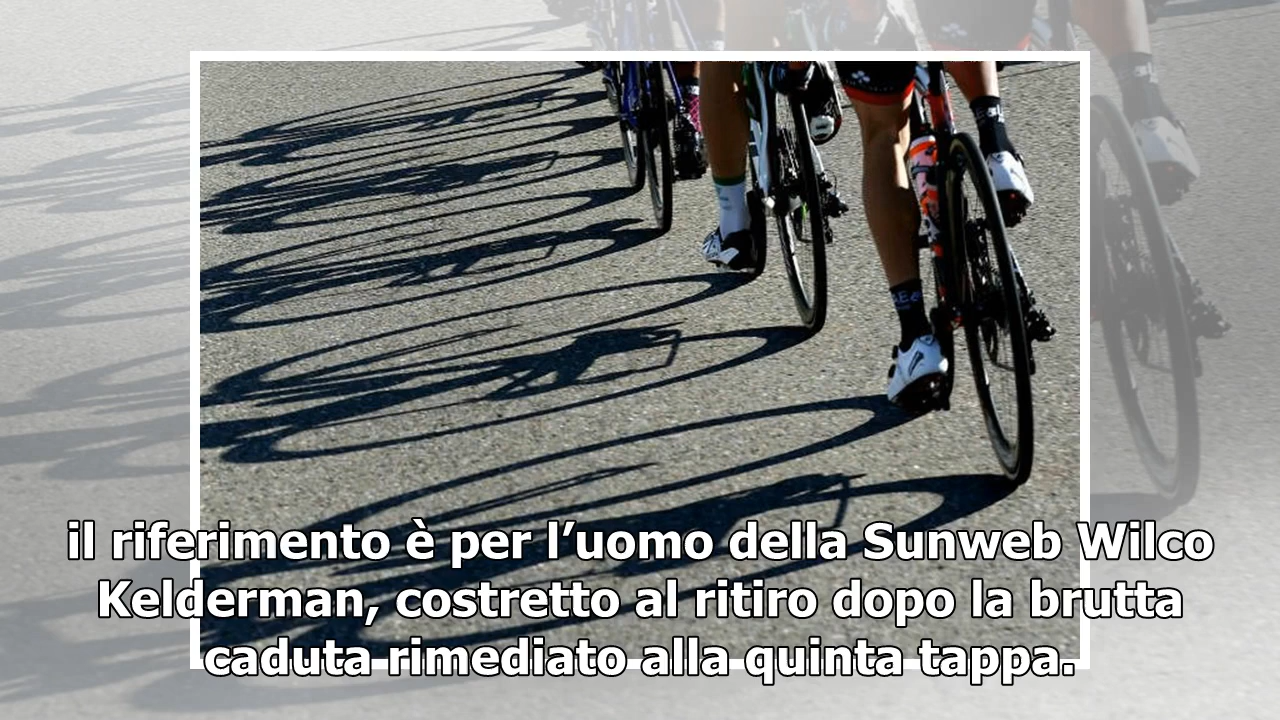 il riferimento è per l’uomo della Sunweb Wilco
Kelderman, costretto al ritiro dopo la brutta
caduta rimediato alla quinta tappa.